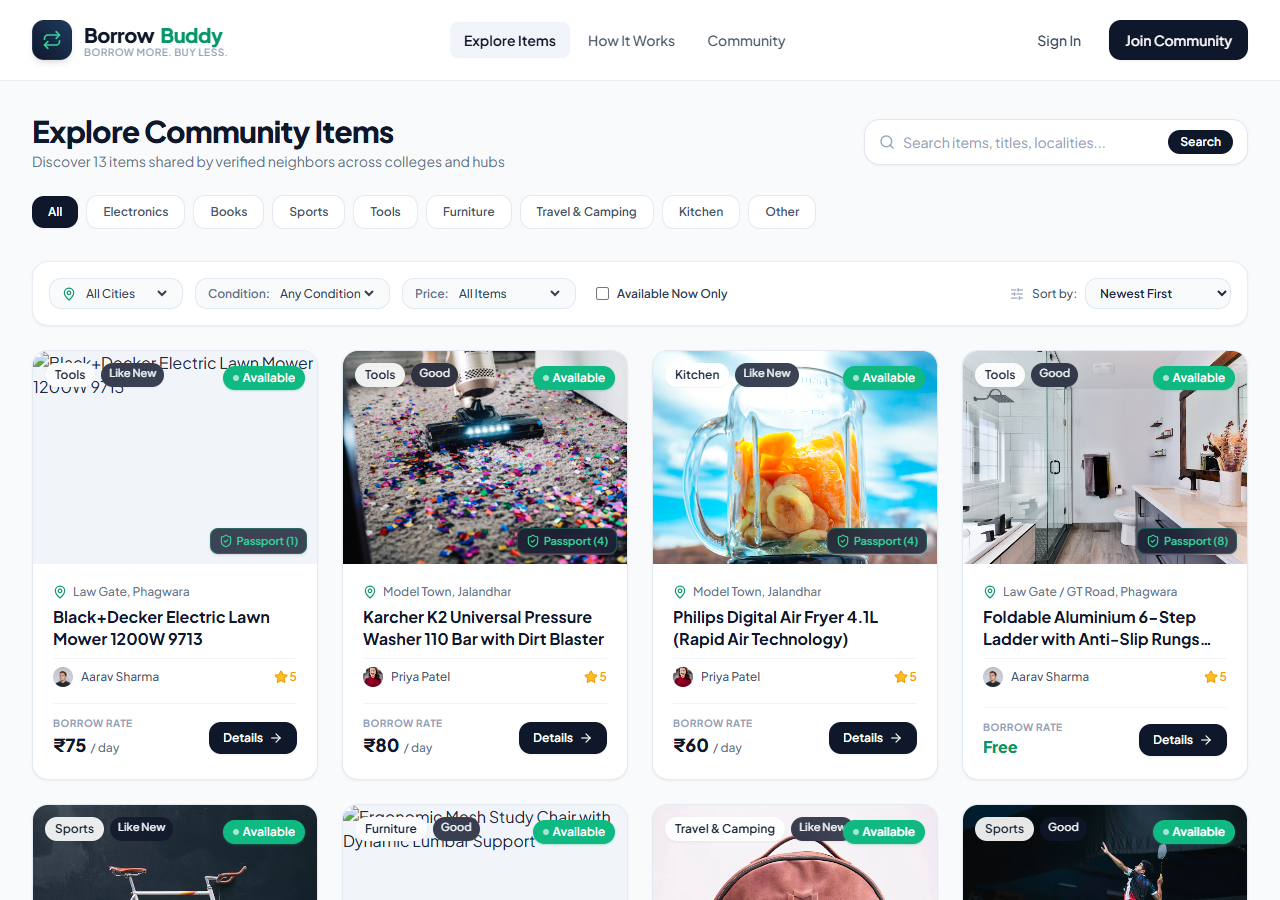 Borrow Buddy
BORROW MORE. BUY LESS.
Explore Items
How It Works
Community
Sign In
Join Community
Explore Community Items
Discover 13 items shared by verified neighbors across colleges and hubs
Search items, titles, localities...
Search
All
Electronics
Books
Sports
Tools
Furniture
Travel & Camping
Kitchen
Other
All Cities
Condition: Any Condition
Price: All Items
Available Now Only
Sort by: Newest First
Black+Decker Electric Lawn Mower
1200W 9713
Tools
Like New
Available
Passport (1)
Law Gate, Phagwara
Black+Decker Electric Lawn
Mower 1200W 9713
Aarav Sharma
5
BORROW RATE
₹75 / day
Details
Tools
Good
Available
Passport (4)
Model Town, Jalandhar
Karcher K2 Universal Pressure
Washer 110 Bar with Dirt Blaster
Priya Patel
5
BORROW RATE
₹80 / day
Details
Kitchen
Like New
Available
Passport (4)
Model Town, Jalandhar
Philips Digital Air Fryer 4.1L
(Rapid Air Technology)
Priya Patel
5
BORROW RATE
₹60 / day
Details
Tools
Good
Available
Passport (8)
Law Gate / GT Road, Phagwara
Foldable Aluminium 6-Step
Ladder with Anti-Slip Rungs...
Aarav Sharma
5
BORROW RATE
Free
Details
Sports
Like New
Available
Ergonomic Mesh Study Chair with
Dynamic Lumbar Support
Furniture
Good
Available
Travel & Camping
Like New
Available
Sports
Good
Available